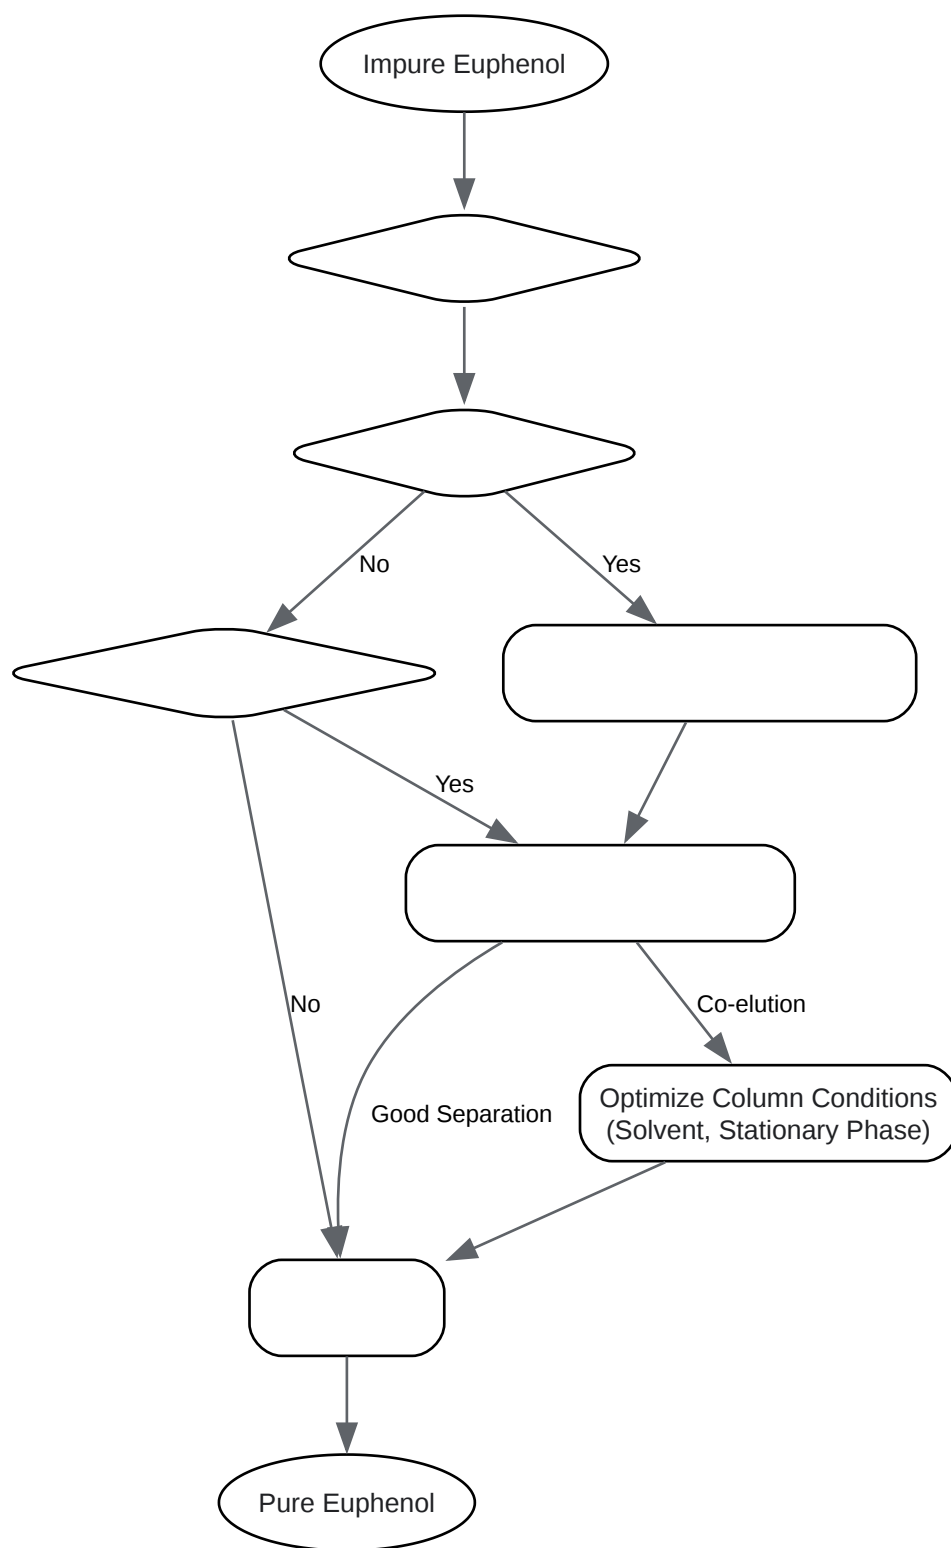 Impure Euphenol
No
Yes
Yes
No
Co-elution
Optimize Column Conditions
(Solvent, Stationary Phase)
Good Separation
Pure Euphenol